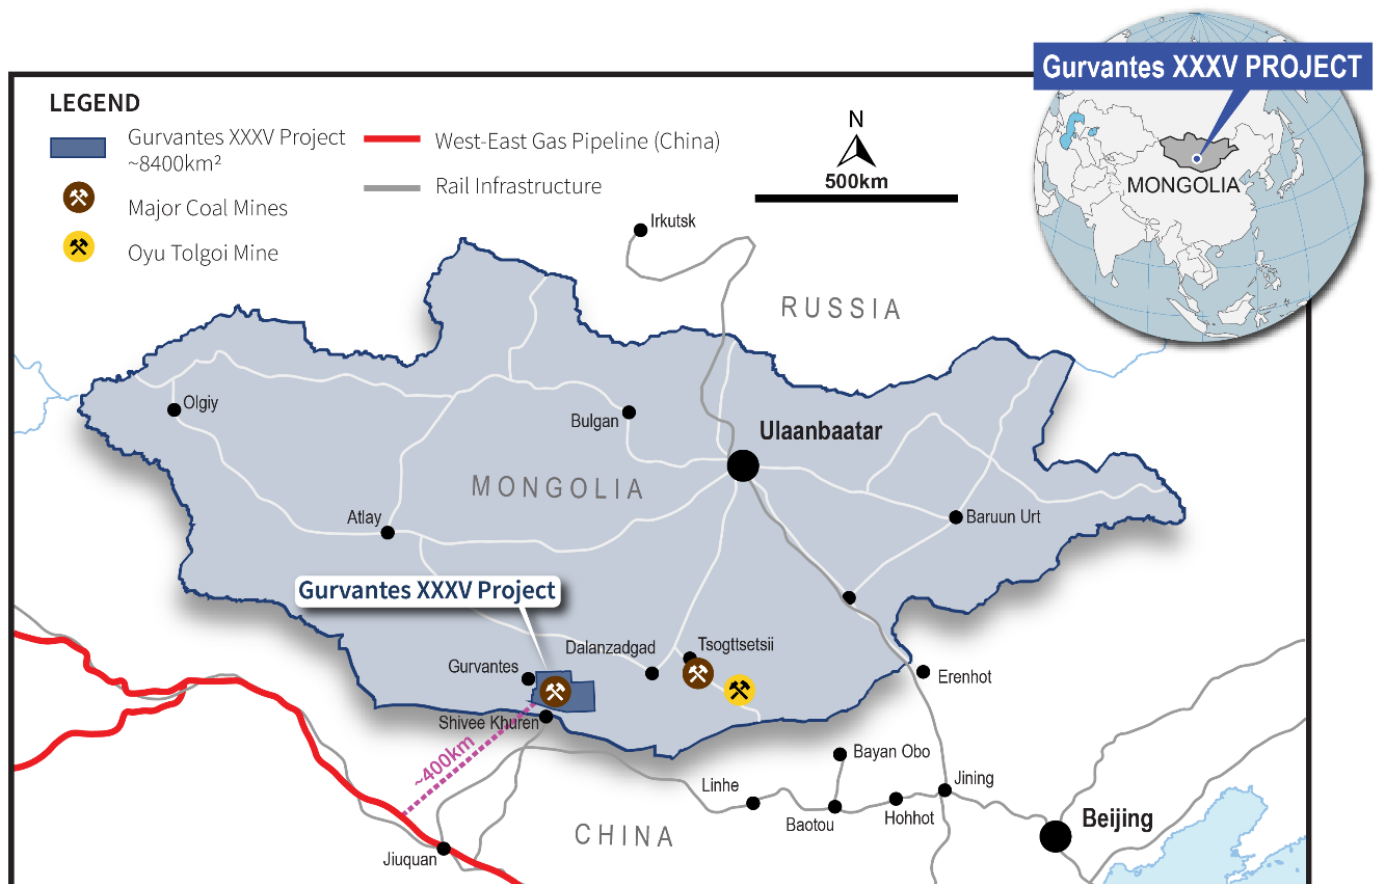 Gurvantes XXXV PROJECT
MONGOLIA
LEGEND
Gurvantes XXXV Project
~8400km²
Major Coal Mines
Oyu Tolgoi Mine
West-East Gas Pipeline (China)
Rail Infrastructure
N
500km
Irkutsk
RUSSIA
Olgiy
Bulgan
Ulaanbaatar
MONGOLIA
Atlay
Baruun Urt
Gurvantes XXXV Project
Dalanzadgad
Tsogttsetsii
Gurvantes
Erenhot
Shivee Khuren
~400km
Bayan Obo
Linhe
Jining
Baotou
Hohhot
Beijing
CHINA
Jiuquan